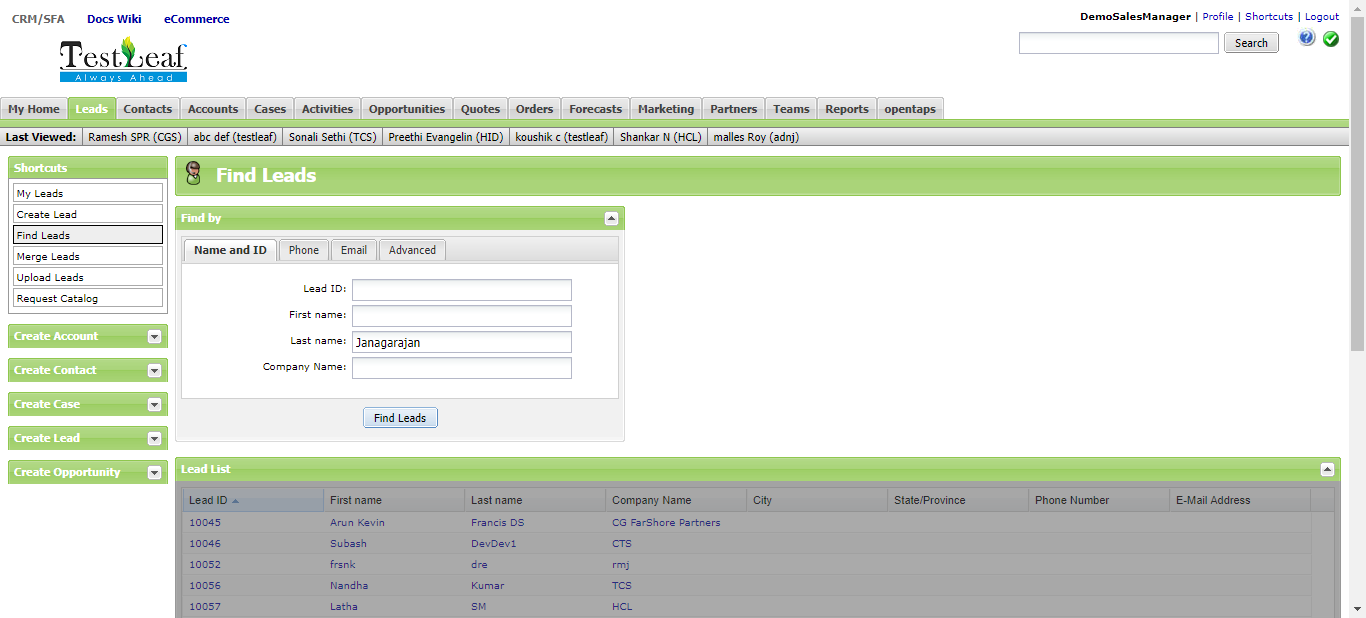 CRM/SFA Docs Wiki eCommerce
DemoSalesManager | Profile | Shortcuts | Logout
TestLeaf
Always Ahead
Search
My Home Leads Contacts Accounts Cases Activities Opportunities Quotes Orders Forecasts Marketing Partners Teams Reports opentaps
Last Viewed: Ramesh SPR (CGS) abc def (testleaf) Sonali Sethi (TCS) Preethi Evangelin (HID) koushik c (testleaf) Shankar N (HCL) malles Roy (adnj)
Shortcuts
My Leads
Create Lead
Find Leads
Merge Leads
Upload Leads
Request Catalog
Create Account
Create Contact
Create Case
Create Lead
Create Opportunity
Find Leads
Find by
Name and ID Phone Email Advanced
Lead ID:
First name:
Last name: Janagarajan
Company Name:
Find Leads
Lead List
Lead ID First name Last name Company Name City State/Province Phone Number E-Mail Address
10045 Arun Kevin Francis DS CG FarShore Partners
10046 Subash DevDev1 CTS
10052 frsnk dre rmj
10056 Nandha Kumar TCS
10057 Latha SM HCL